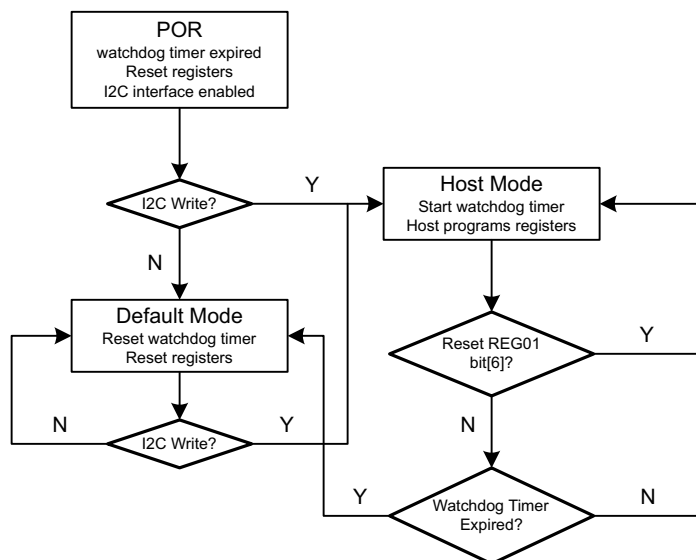 POR
watchdog timer expired
Reset registers
I2C interface enabled
I2C Write?
Y
N
Host Mode
Start watchdog timer
Host programs registers
Default Mode
Reset watchdog timer
Reset registers
Reset REG01
bit[6]?
Y
N
I2C Write?
N
Y
Watchdog Timer
Expired?
Y
N